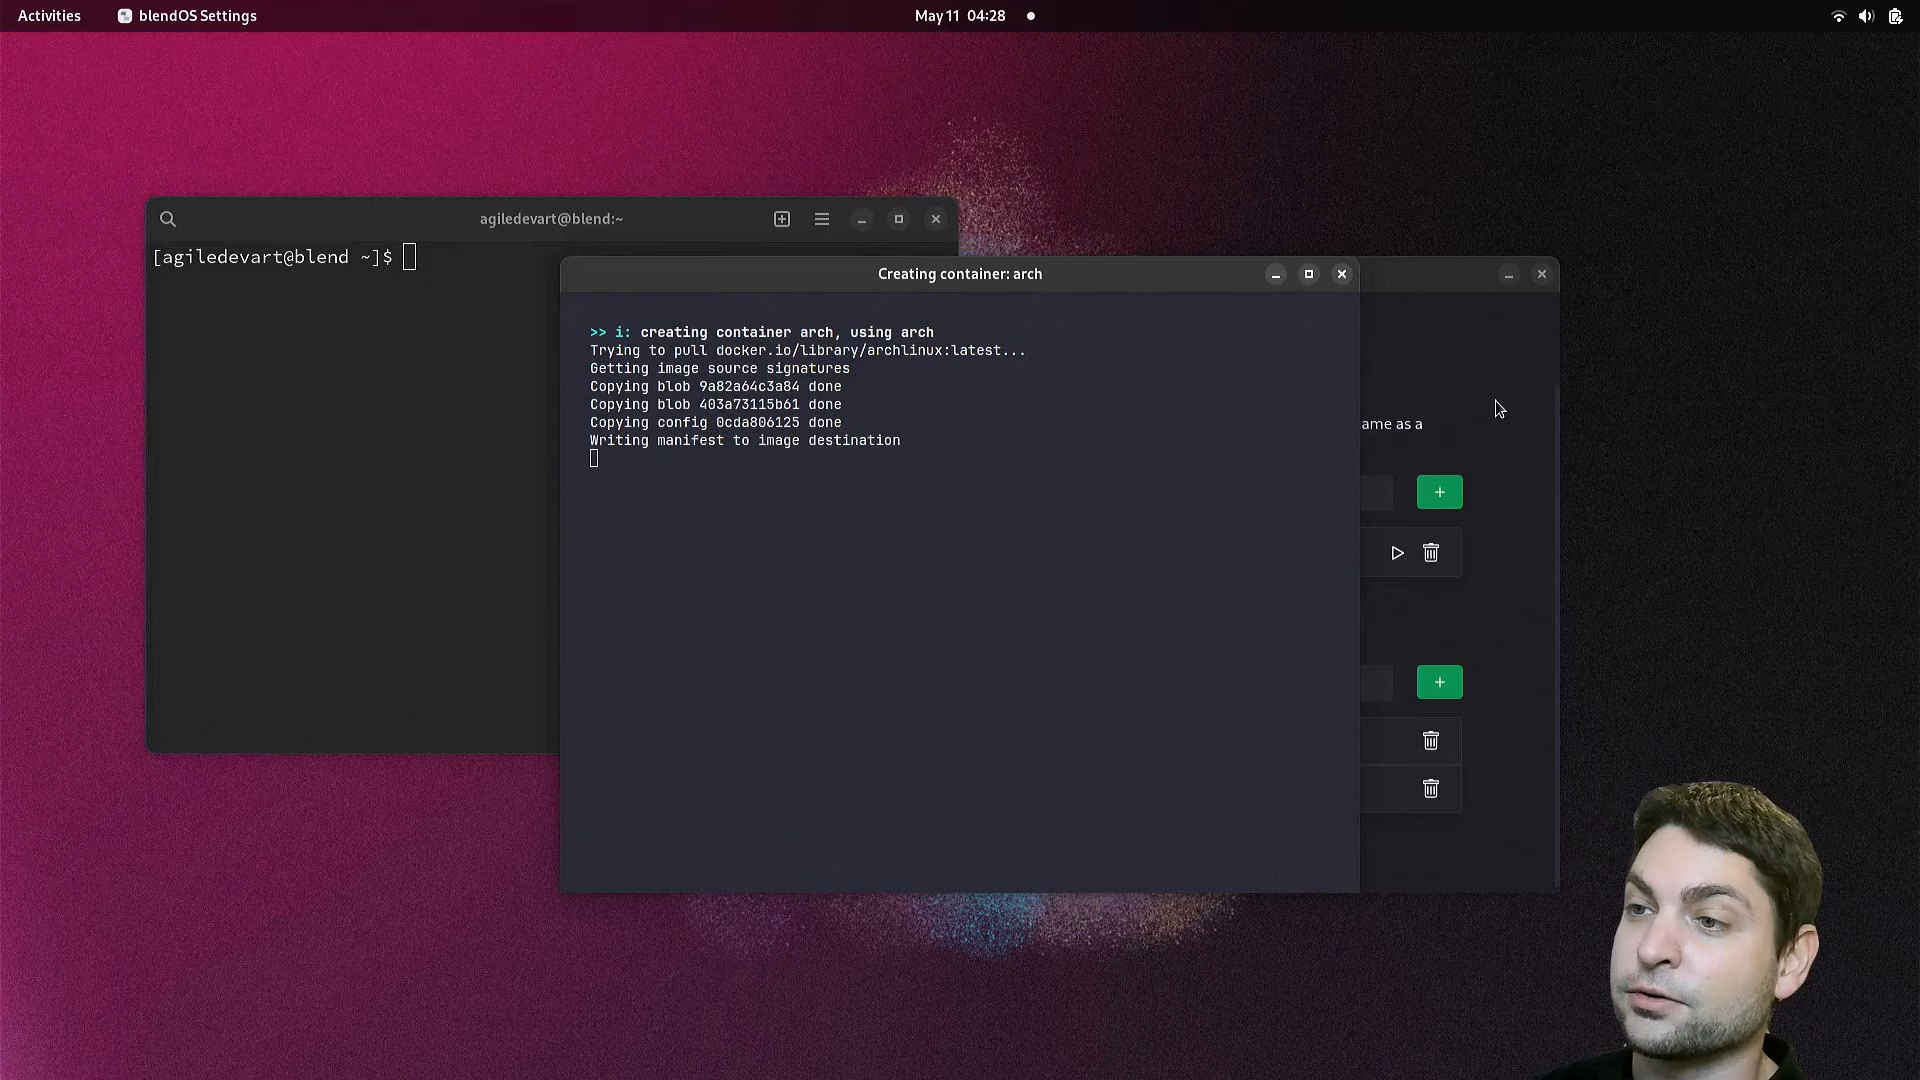 Activities
blendOS Settings
May 11 04:28
agiledevart@blend:~
[agiledevart@blend ~]$
Creating container: arch
>> i: creating container arch, using arch
Trying to pull docker.io/library/archlinux:latest...
Getting image source signatures
Copying blob 9a82a64c3a84 done
Copying blob 403a73115b61 done
Copying config 0cda806125 done
Writing manifest to image destination
ame as a